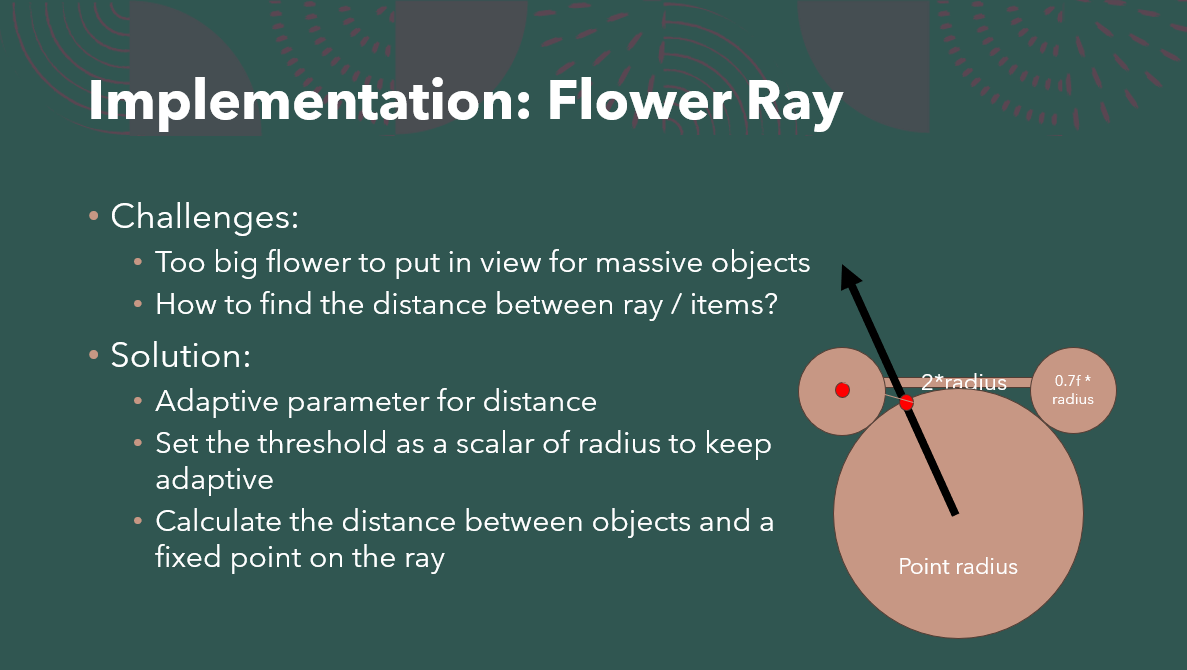 Implementation: Flower Ray
• Challenges:
• Too big flower to put in view for massive objects
• How to find the distance between ray / items?
• Solution:
• Adaptive parameter for distance
• Set the threshold as a scalar of radius to keep
adaptive
• Calculate the distance between objects and a
fixed point on the ray
2*radius
0.7f *
radius
Point radius